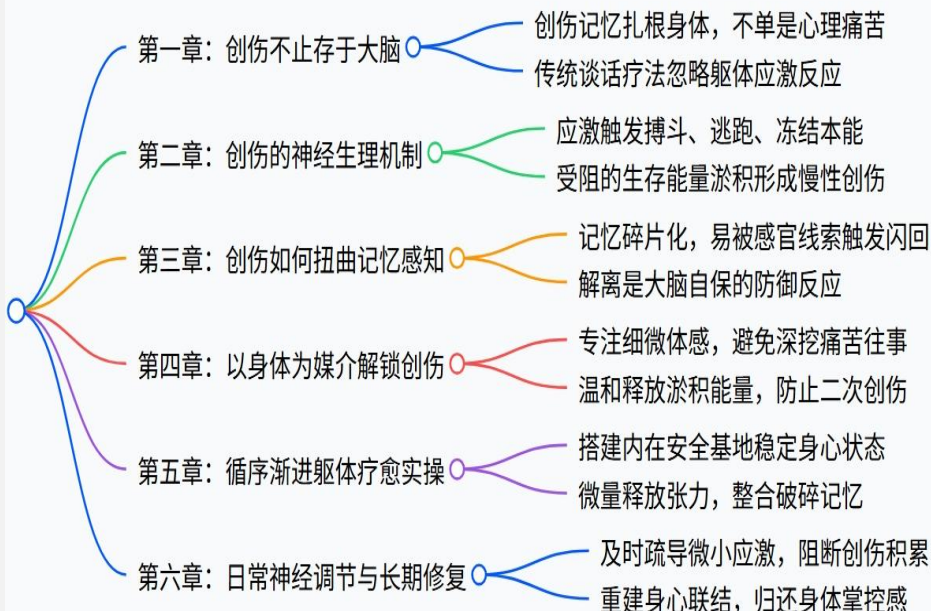 第一章：创伤不止存于大脑
创伤记忆扎根身体，不单是心理痛苦
传统谈话疗法忽略躯体应激反应
第二章：创伤的神经生理机制
应激触发搏斗、逃跑、冻结本能
受阻的生存能量淤积形成慢性创伤
第三章：创伤如何扭曲记忆感知
记忆碎片化，易被感官线索触发闪回
解离是大脑自保的防御反应
第四章：以身体为媒介解锁创伤
专注细微体感，避免深挖痛苦往事
温和释放淤积能量，防止二次创伤
第五章：循序渐进躯体疗愈实操
搭建内在安全基地稳定身心状态
微量释放张力，整合破碎记忆
第六章：日常神经调节与长期修复
及时疏导微小应激，阻断创伤积累
重建身心联结，归还身体掌控感